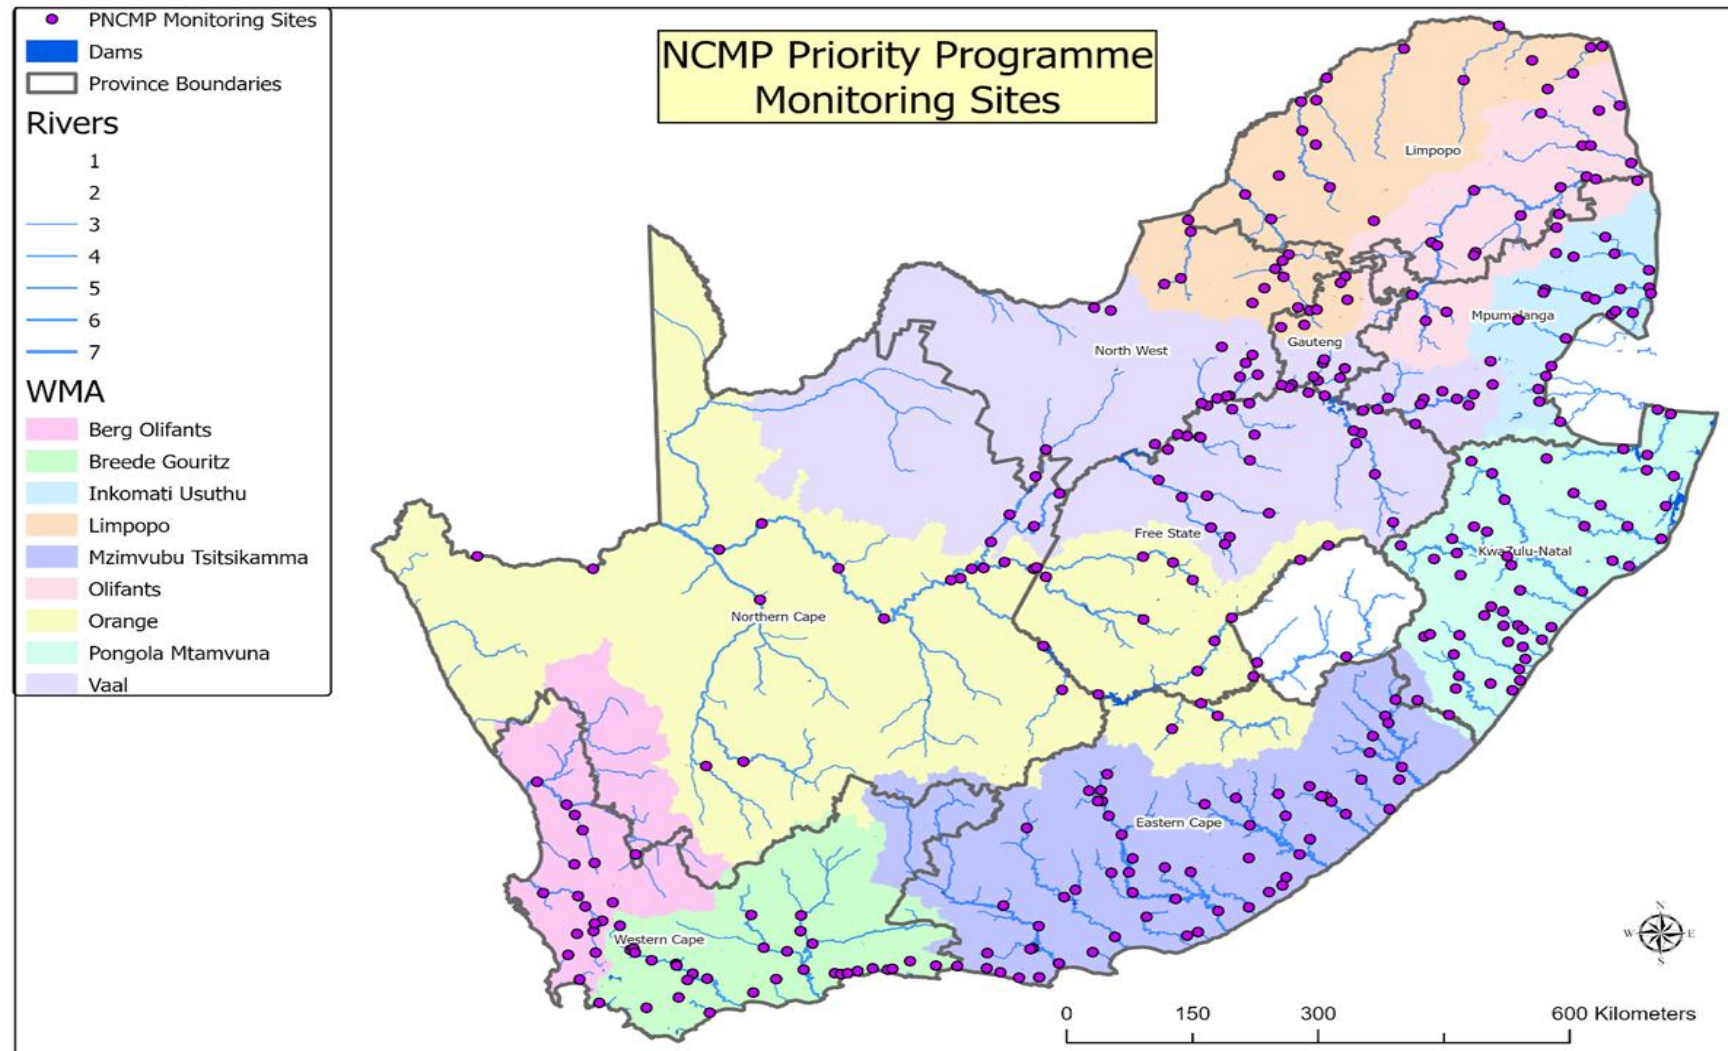 PNCMP Monitoring Sites
Dams
Province Boundaries
Rivers
1
2
3
4
5
6
7
WMA
Berg Olifants
Breede Gouritz
Inkomati Usuthu
Limpopo
Mzimvubu Tsitsikamma
Olifants
Orange
Pongola Mtamvuna
Vaal
NCMP Priority Programme
Monitoring Sites
Limpopo
Mpumalanga
North West
Gauteng
Free State
KwaZulu-Natal
Northern Cape
Eastern Cape
Western Cape
N
W E
S
0 150 300 600 Kilometers